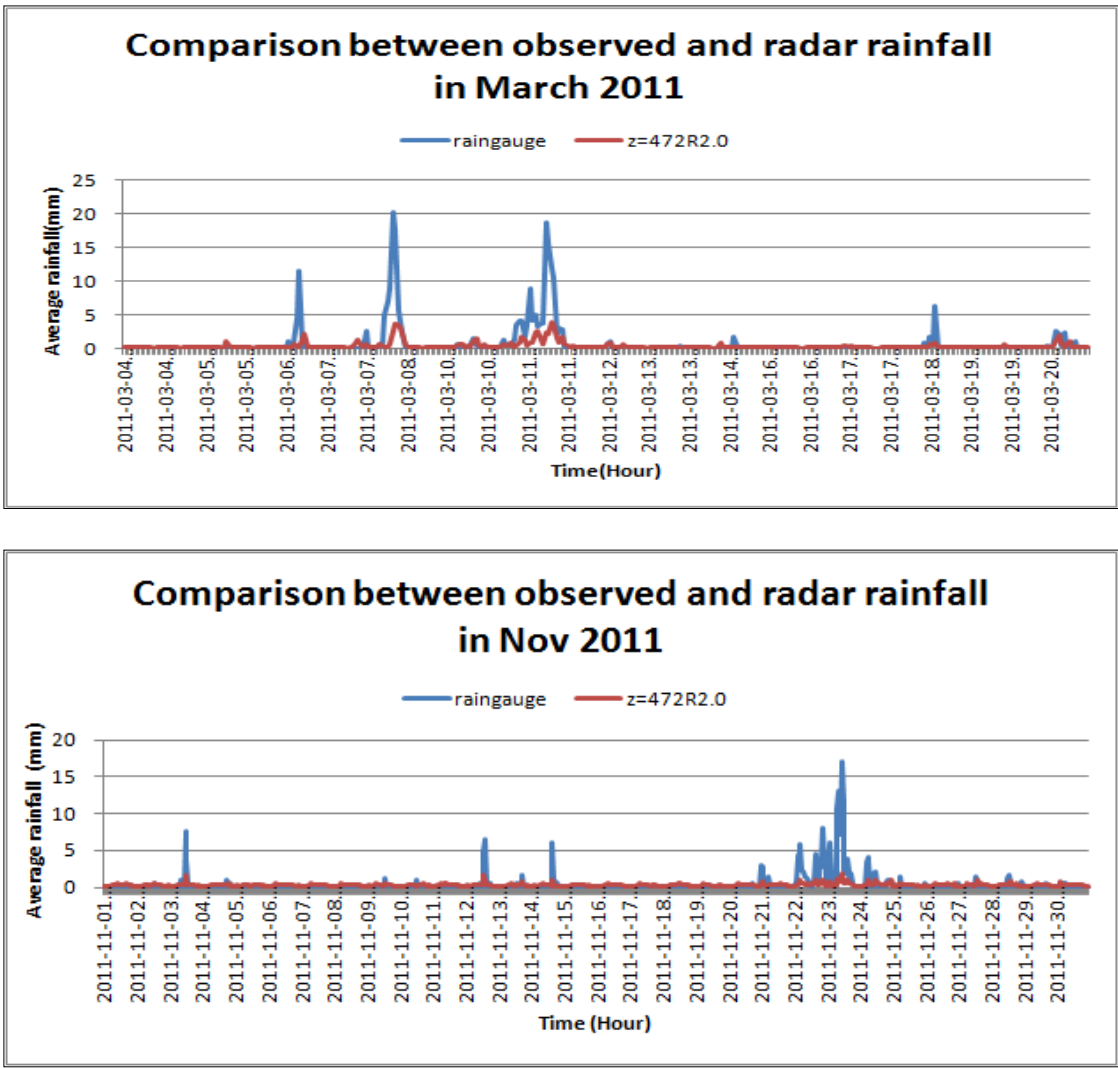 Comparison between observed and radar rainfall
in March 2011
raingauge z=472R2.0
Average rainfall(mm)
25
20
15
10
5
0
2011-03-04.. 2011-03-04.. 2011-03-05.. 2011-03-05.. 2011-03-06.. 2011-03-07.. 2011-03-07.. 2011-03-08.. 2011-03-10.. 2011-03-10.. 2011-03-11.. 2011-03-11.. 2011-03-12.. 2011-03-13.. 2011-03-13.. 2011-03-14.. 2011-03-16.. 2011-03-16.. 2011-03-17.. 2011-03-17.. 2011-03-18.. 2011-03-19.. 2011-03-19.. 2011-03-20..
Time(Hour)
Comparison between observed and radar rainfall
in Nov 2011
raingauge z=472R2.0
Average rainfall (mm)
20
15
10
5
0
2011-11-01.. 2011-11-02.. 2011-11-03.. 2011-11-04.. 2011-11-05.. 2011-11-06.. 2011-11-07.. 2011-11-08.. 2011-11-09.. 2011-11-10.. 2011-11-11.. 2011-11-12.. 2011-11-13.. 2011-11-14.. 2011-11-15.. 2011-11-16.. 2011-11-17.. 2011-11-18.. 2011-11-19.. 2011-11-20.. 2011-11-21.. 2011-11-22.. 2011-11-23.. 2011-11-24.. 2011-11-25.. 2011-11-26.. 2011-11-27.. 2011-11-28.. 2011-11-29.. 2011-11-30..
Time (Hour)